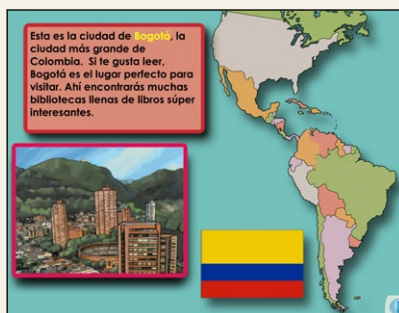 Esta es la ciudad de Bogotá, la
ciudad más grande de
Colombia. Si te gusta leer,
Bogotá es el lugar perfecto para
visitar. Ahí encontrarás muchas
bibliotecas llenas de libros súper
interesantes.